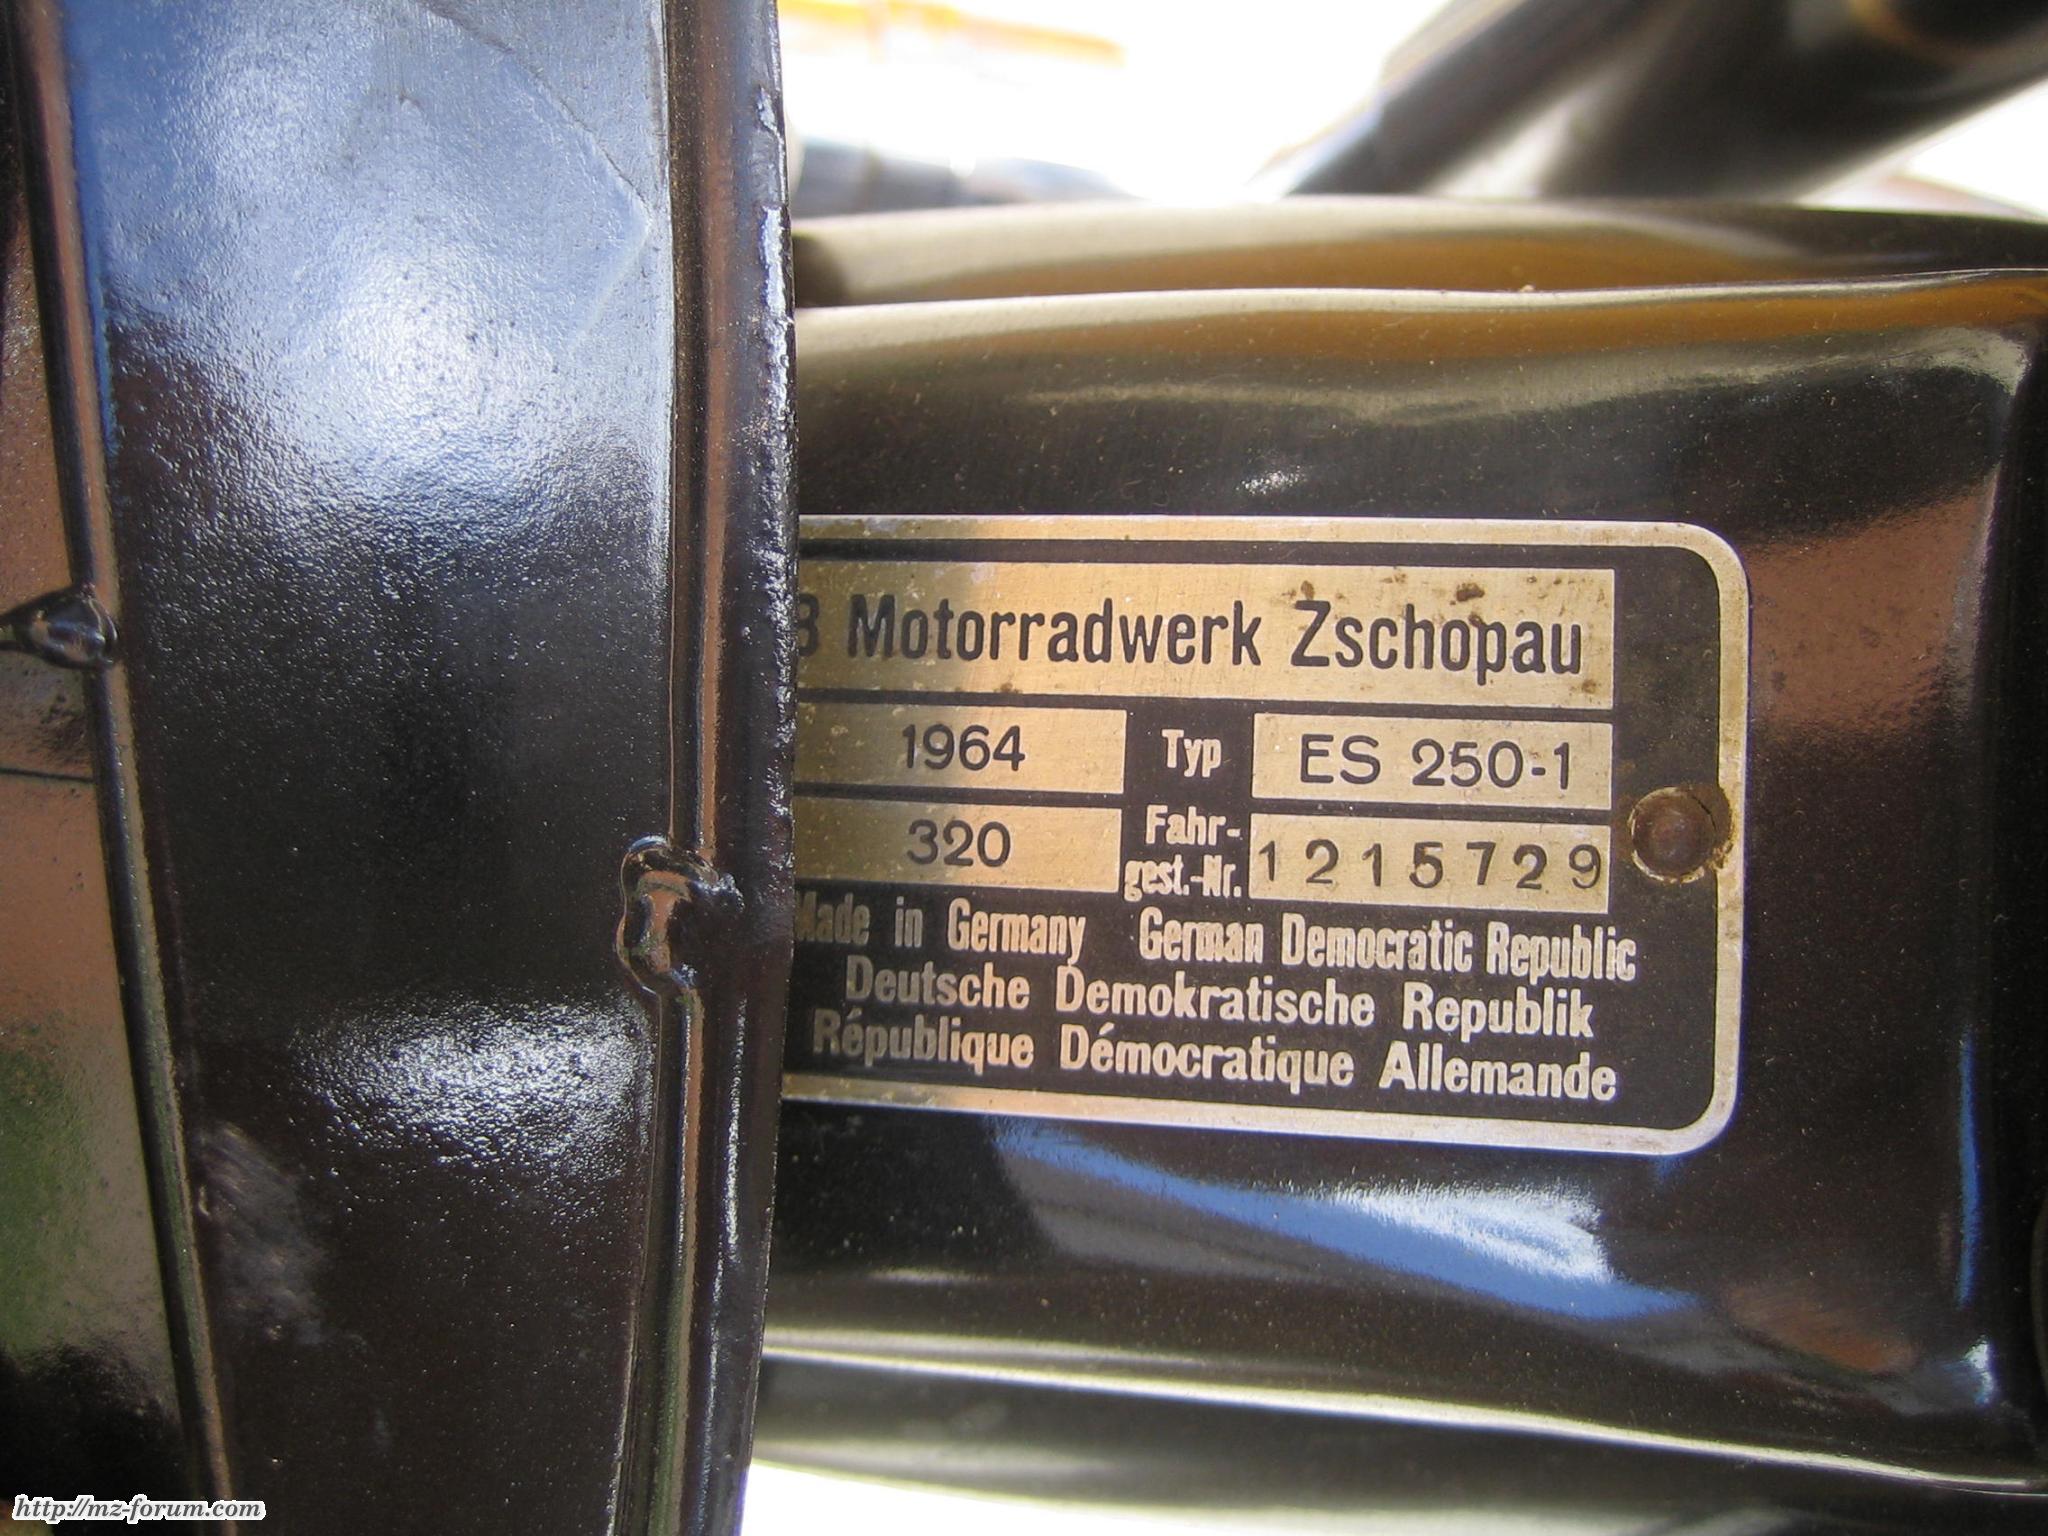 B Motorradwerk Zschopau
1964 Typ ES 250-1
320 Fahr-
gest.-Nr. 1215729
Made in Germany German Democratic Republic
Deutsche Demokratische Republik
République Démocratique Allemande
http://mz-forum.com